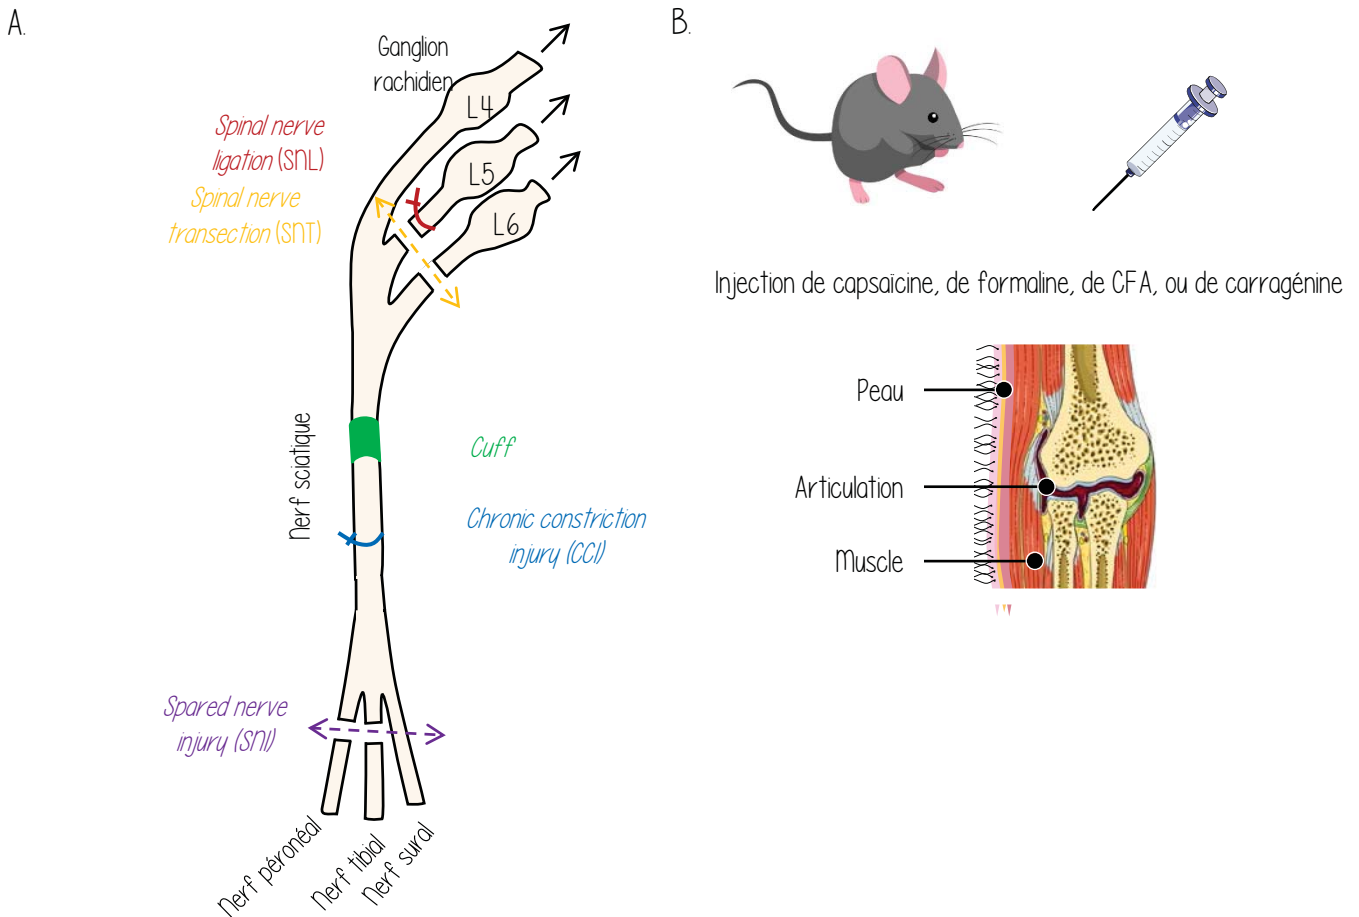 A.
Ganglion
rachidien
L4
L5
L6
Spinal nerve
ligation (SNL)
Spinal nerve
transection (SNT)
Nerf sciatique
Cuff
Chronic constriction
injury (CCI)
Spared nerve
injury (SNI)
Nerf péronéal
Nerf tibial
Nerf sural
B.
Injection de capsaïcine, de formaline, de CFA, ou de carragénine
Peau
Articulation
Muscle